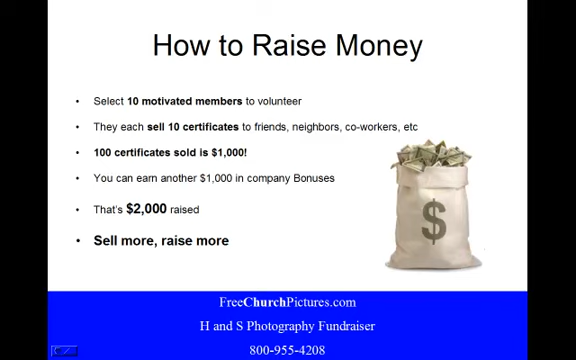 How to Raise Money
• Select 10 motivated members to volunteer
• They each sell 10 certificates to friends, neighbors, co-workers, etc
• 100 certificates sold is $1,000!
• You can earn another $1,000 in company Bonuses
• That's $2,000 raised
• Sell more, raise more
$
FreeChurchPictures.com
H and S Photography Fundraiser
800-955-4208